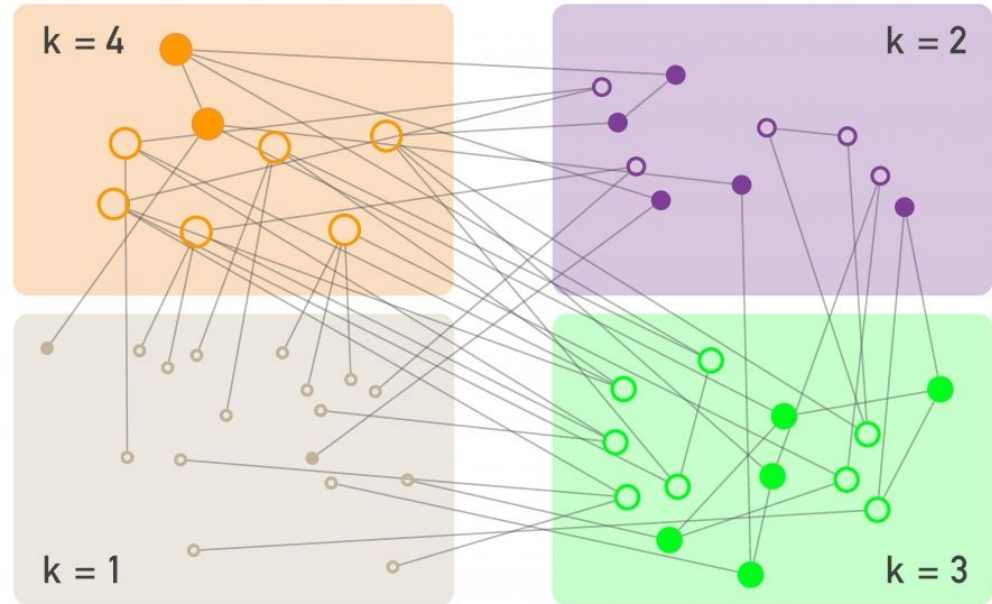 k = 4
k = 2
k = 1
k = 3